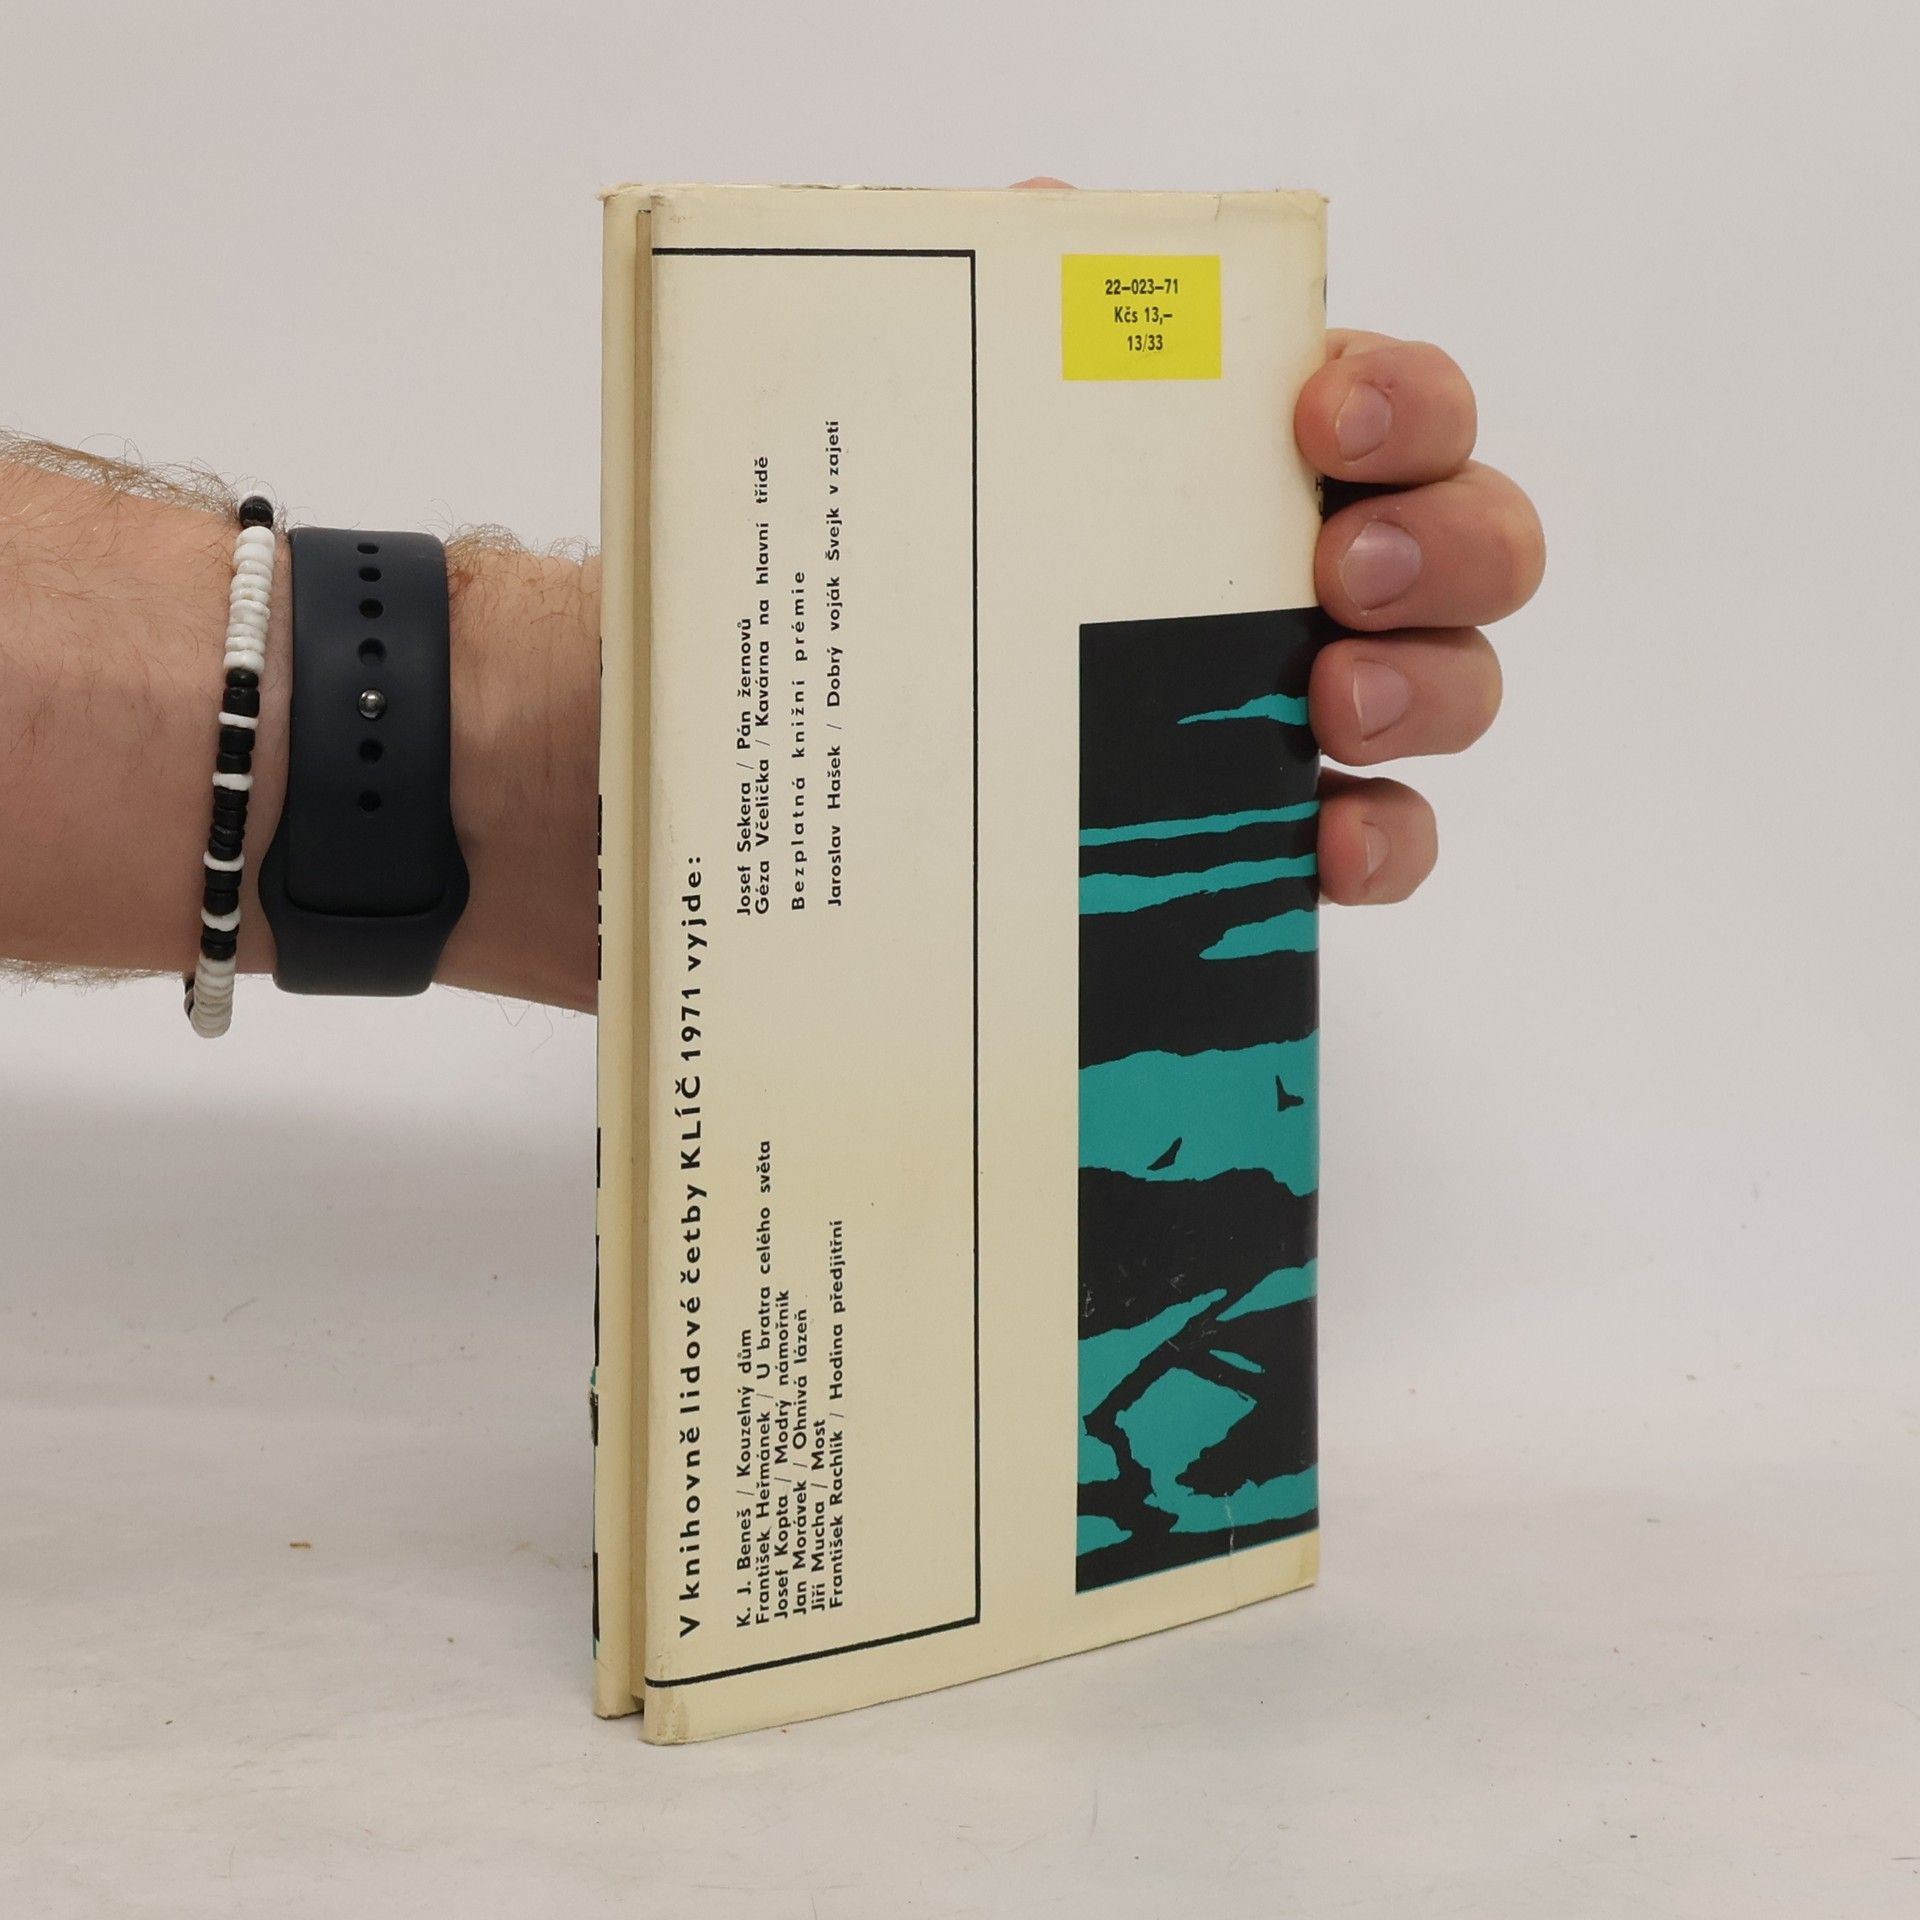 22–023–71
Kčs 13,–
13/33
V knihovně lidové četby KLÍČ 1971 vyjde:
K. J. Beneš / Kouzelný dům
František Heřmánek / U bratra celého světa
Josef Kopta / Modrý námořník
Jan Morávek / Ohnivá lázeň
Jiří Mucha / Most
František Rachlík / Hodina předjitřní
Josef Sekera / Pán žernovů
Géza Včelička / Kavárna na hlavní třídě
Bezplatná knižní prémie
Jaroslav Hašek / Dobrý voják Švejk v zajetí